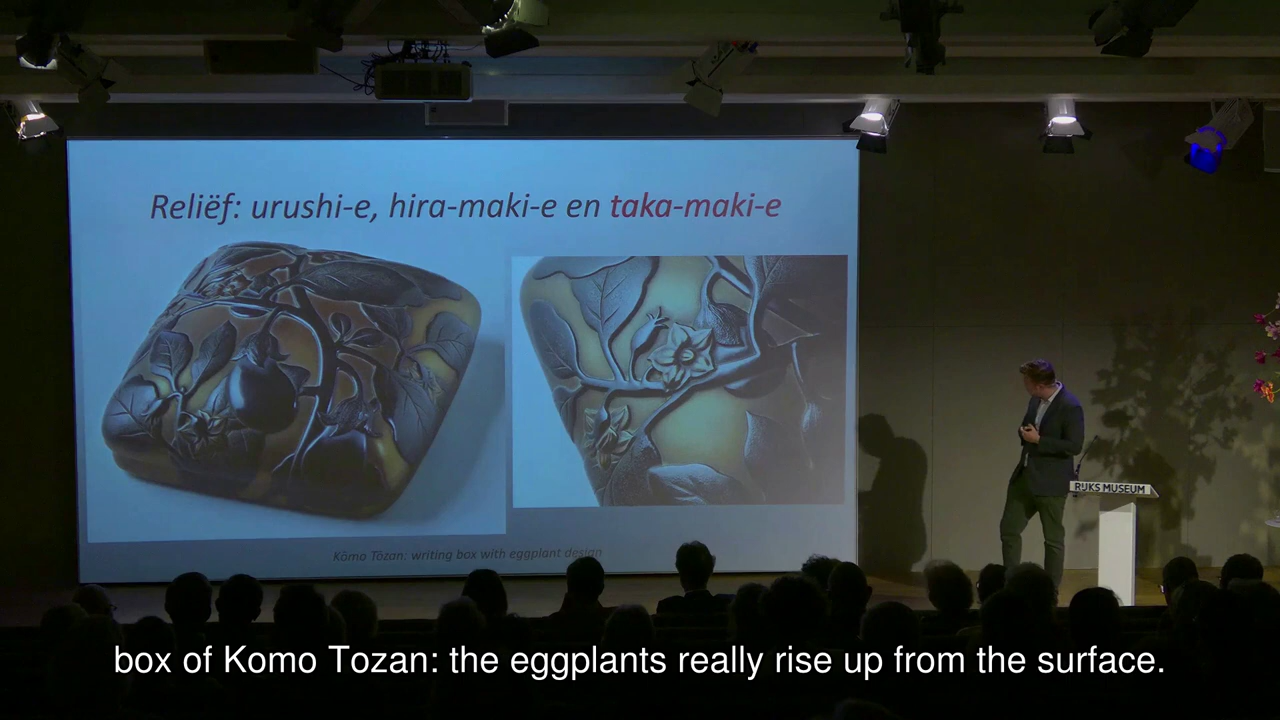 Reliëf: urushi-e, hira-maki-e en taka-maki-e
Kōmo Tōzan: writing box with eggplant design
RIJKS MUSEUM
box of Komo Tozan: the eggplants really rise up from the surface.